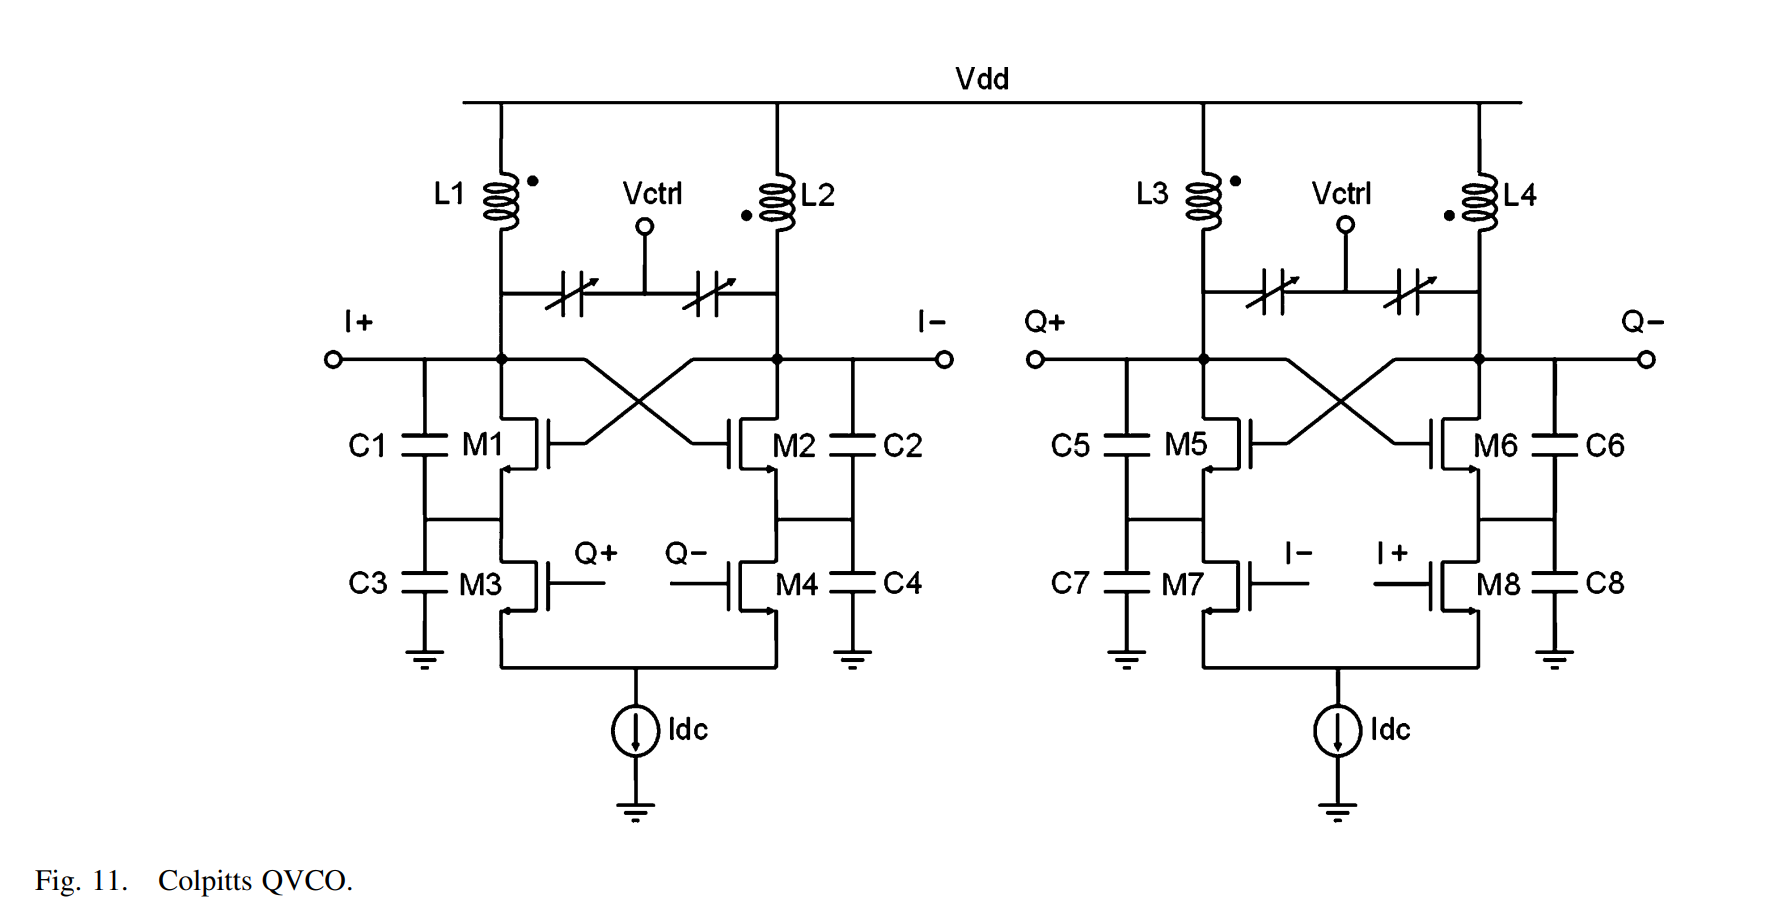 Vdd
L1 Vctrl L2 L3 Vctrl L4
I+ I− Q+ Q−
C1 M1 M2 C2 C5 M5 M6 C6
Q+ Q− I− I+
C3 M3 M4 C4 C7 M7 M8 C8
Idc Idc
Fig. 11. Colpitts QVCO.